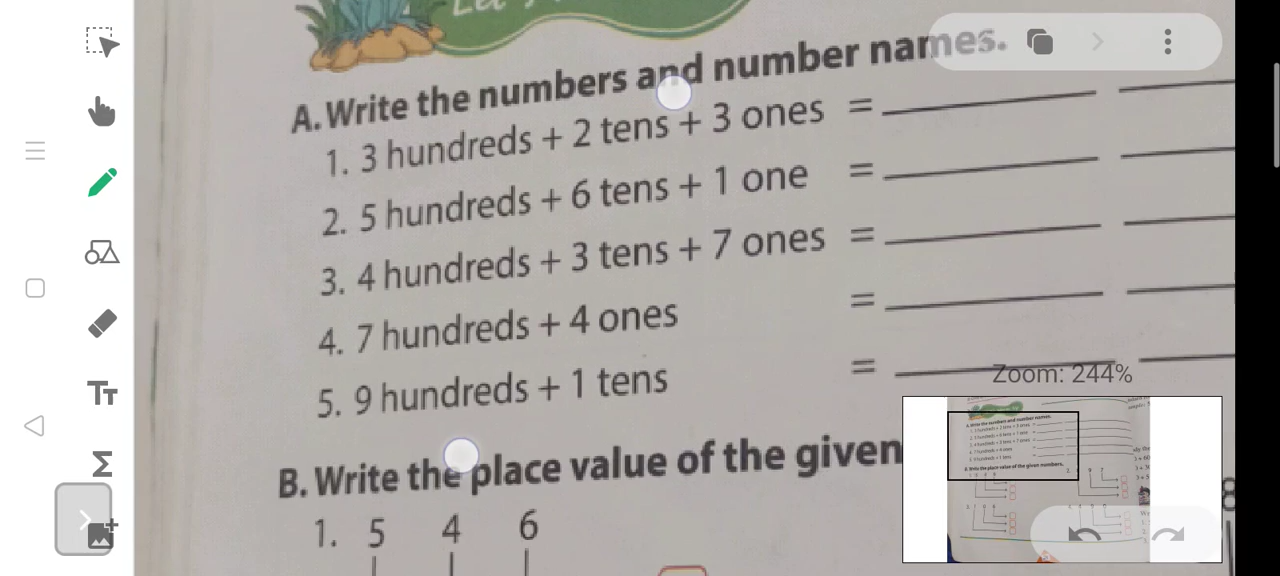 A. Write the numbers and number names.
1. 3 hundreds + 2 tens + 3 ones =
2. 5 hundreds + 6 tens + 1 one =
3. 4 hundreds + 3 tens + 7 ones =
4. 7 hundreds + 4 ones =
5. 9 hundreds + 1 tens =
Zoom: 244%
B. Write the place value of the given
1. 5 4 6